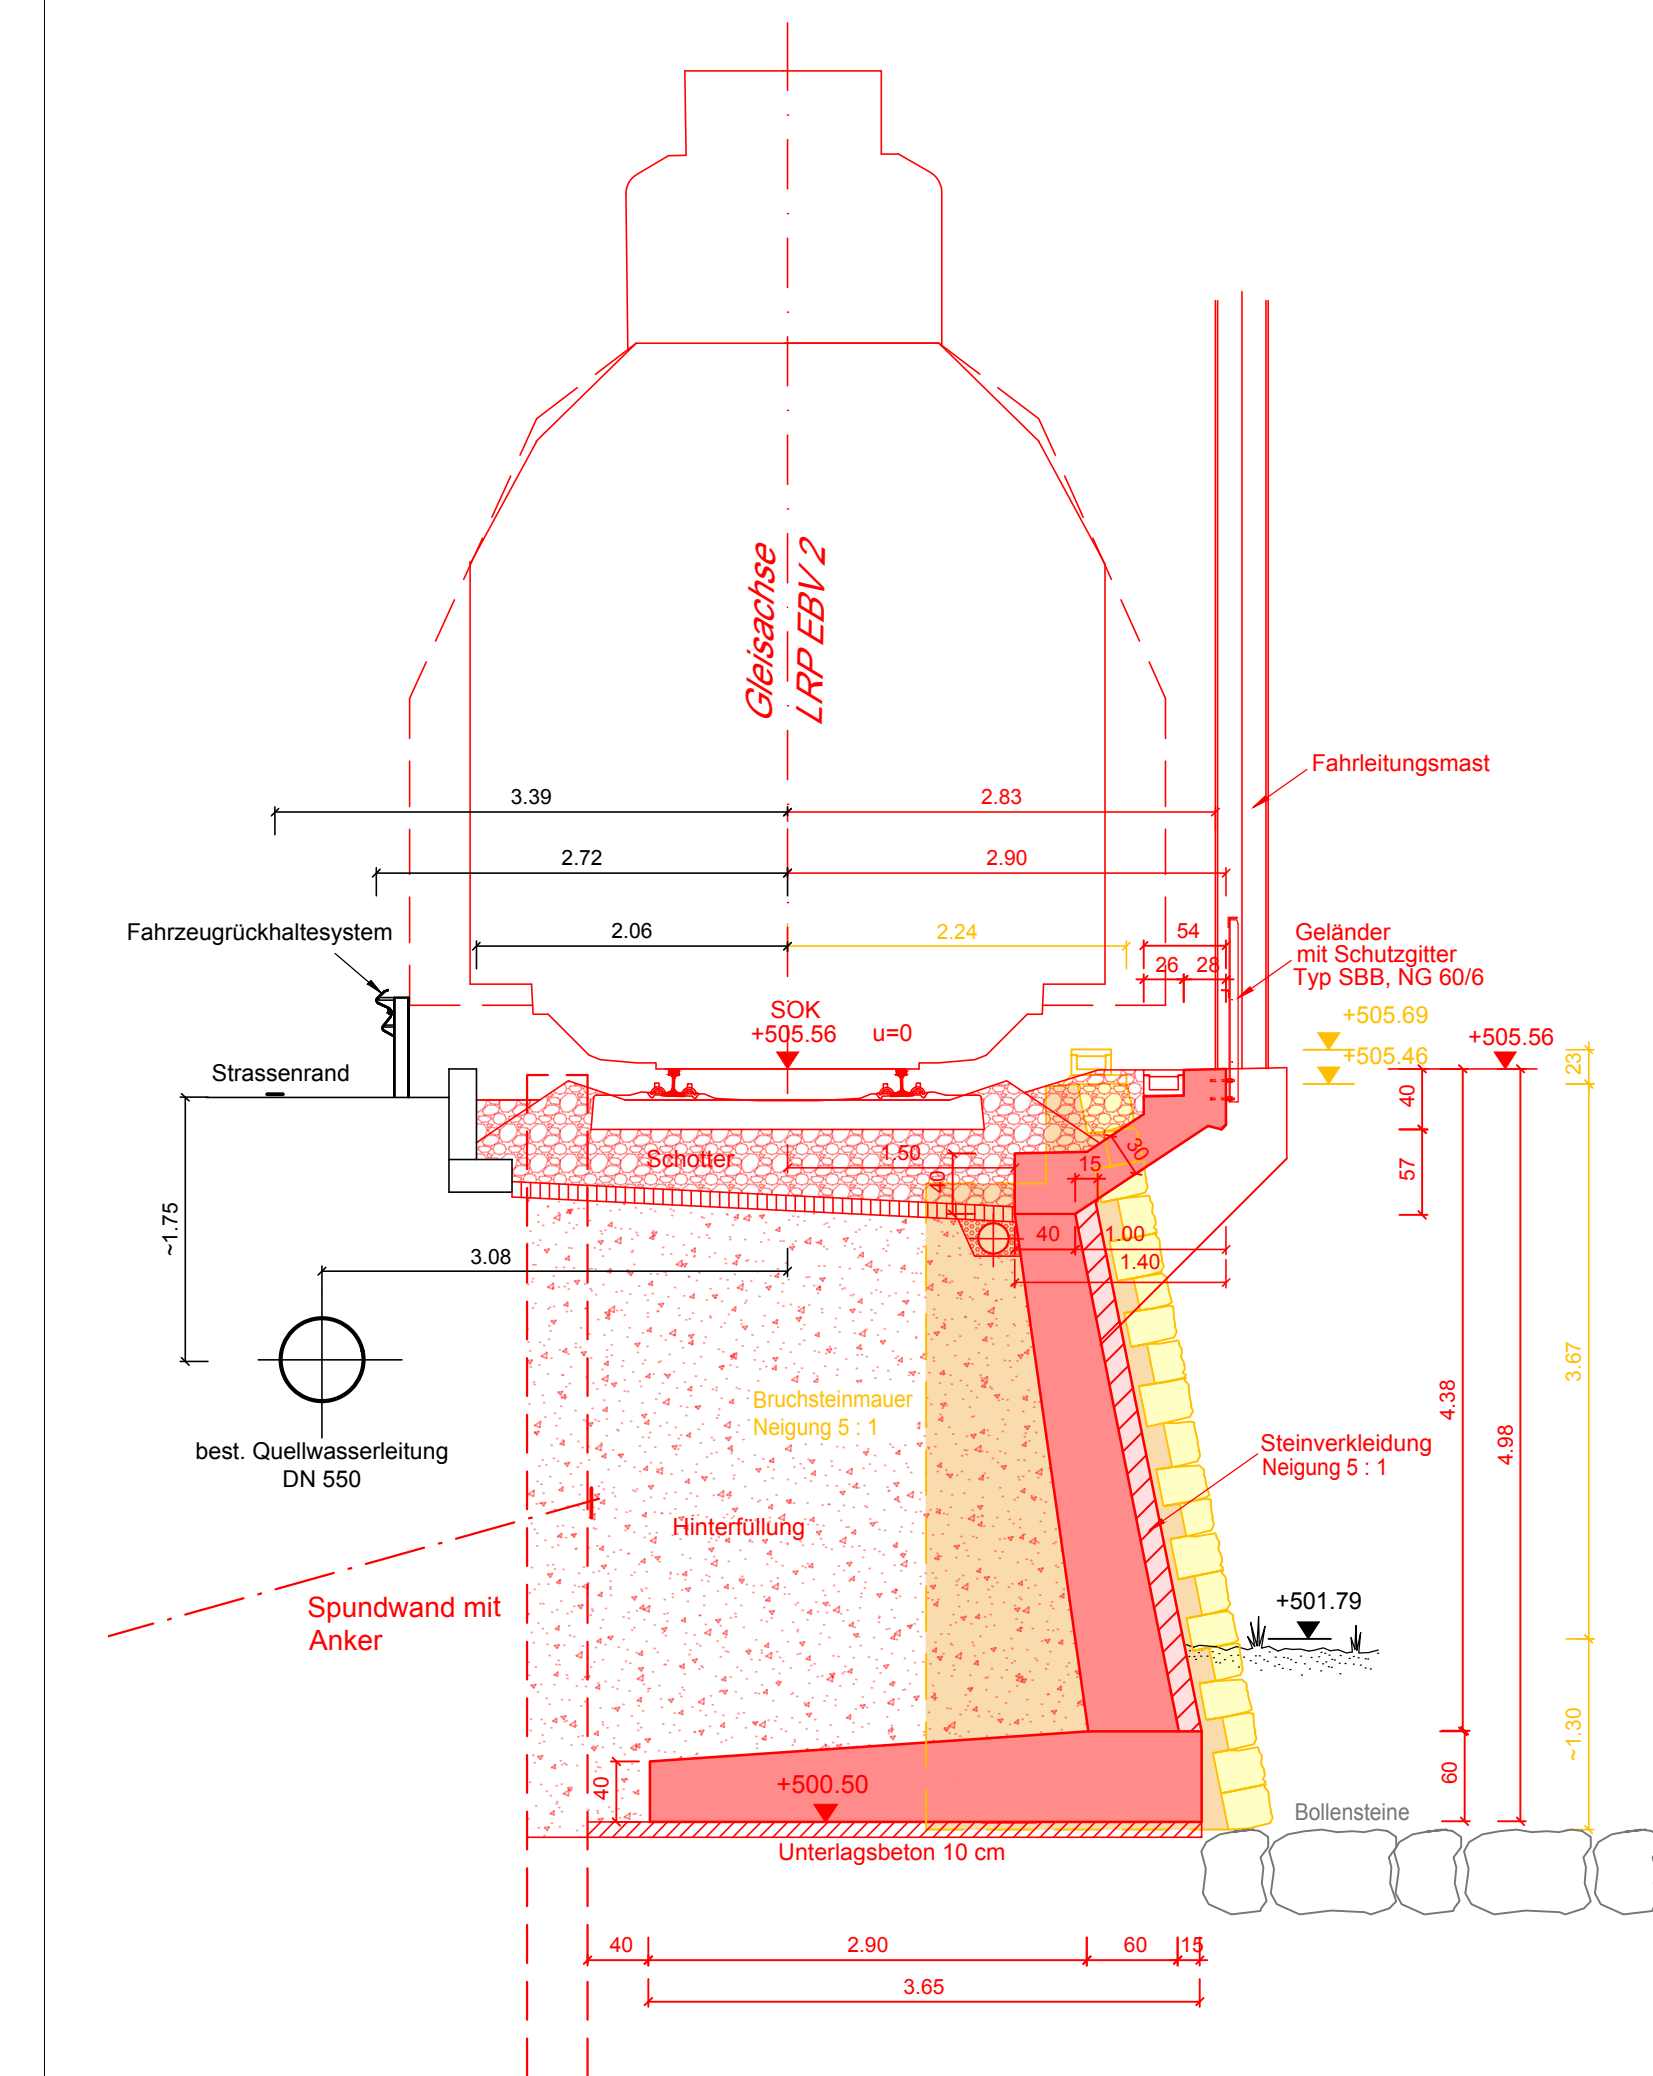 Gleisachse
LRP EBV 2
Fahrleitungsmast
3.39
2.83
2.72
2.90
Fahrzeugrückhaltesystem
2.06
2.24
54
26
28
Geländer
mit Schutzgitter
Typ SBB, NG 60/6
SOK
+505.56
u=0
+505.69
+505.46
+505.56
23
Strassenrand
40
57
Schotter
1.50
40
15
30
~1.75
3.08
40
1.00
1.40
3.67
4.38
4.98
Bruchsteinmauer
Neigung 5 : 1
Steinverkleidung
Neigung 5 : 1
best. Quellwasserleitung
DN 550
Hinterfüllung
Spundwand mit
Anker
+501.79
~1.30
60
40
+500.50
Bollensteine
Unterlagsbeton 10 cm
40
2.90
60
15
3.65